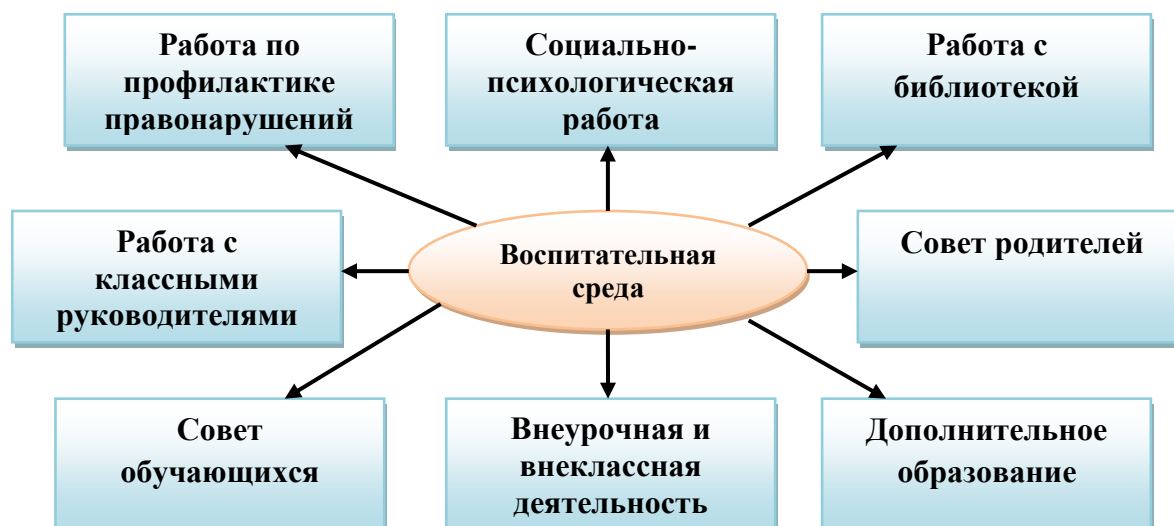 Работа по
профилактике
правонарушений
Социально-
психологическая
работа
Работа с
библиотекой
Работа с
классными
руководителями
Воспитательная
среда
Совет родителей
Совет
обучающихся
Внеурочная и
внеклассная
деятельность
Дополнительное
образование